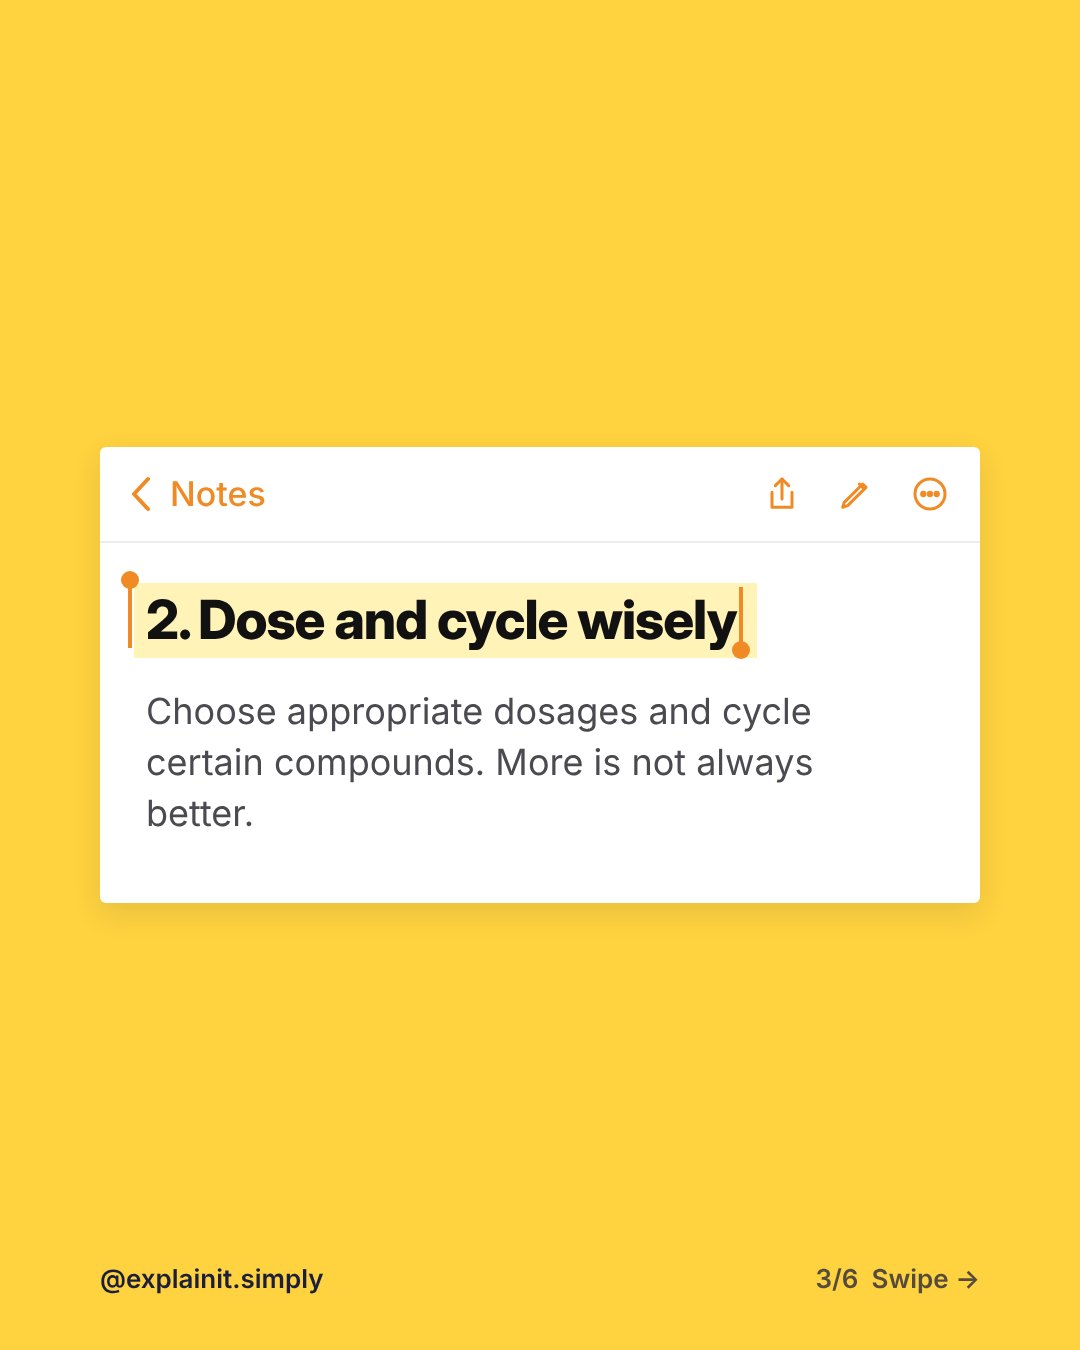 Notes
2. Dose and cycle wisely
Choose appropriate dosages and cycle
certain compounds. More is not always
better.
@explainit.simply
3/6 Swipe →